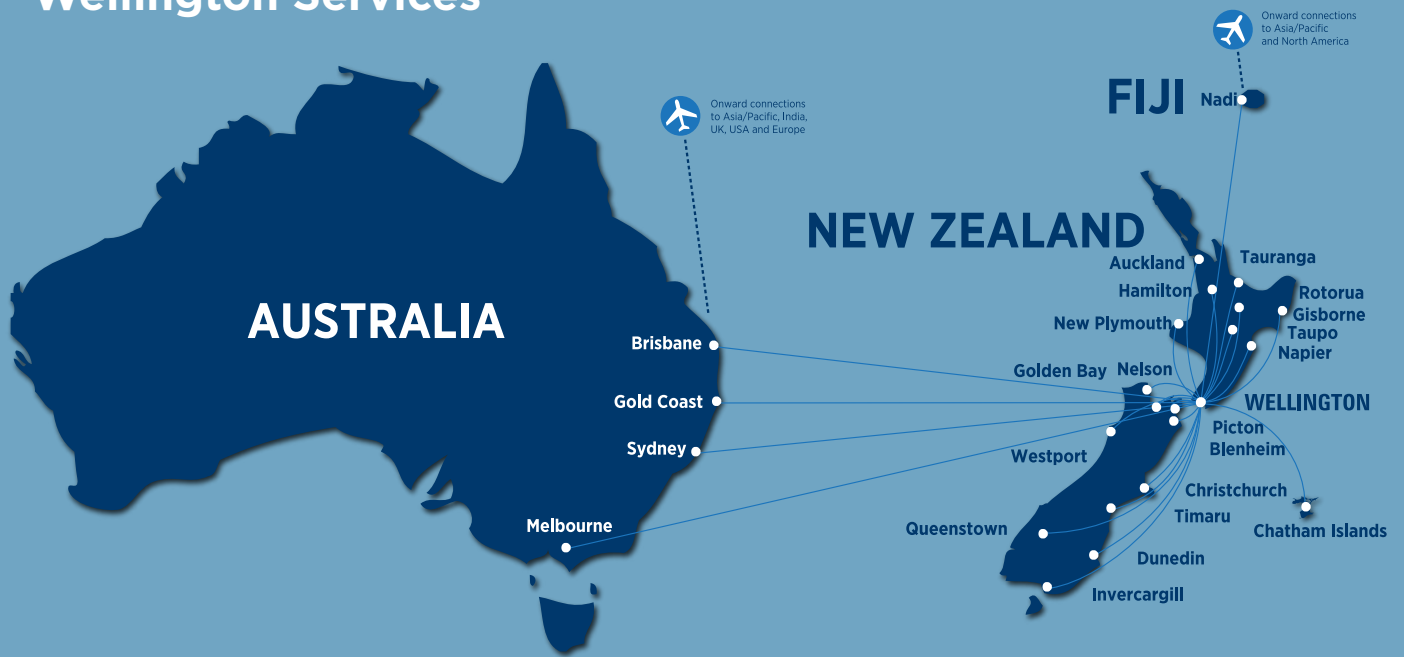 Wellington Services
Onward connections
to Asia/Pacific
and North America
FIJI
Nadi
Onward connections
to Asia/Pacific, India,
UK, USA and Europe
NEW ZEALAND
Auckland
Tauranga
Hamilton
Rotorua
Gisborne
New Plymouth
Taupo
Napier
AUSTRALIA
Brisbane
Golden Bay
Nelson
Gold Coast
WELLINGTON
Picton
Blenheim
Sydney
Westport
Christchurch
Timaru
Melbourne
Queenstown
Chatham Islands
Dunedin
Invercargill